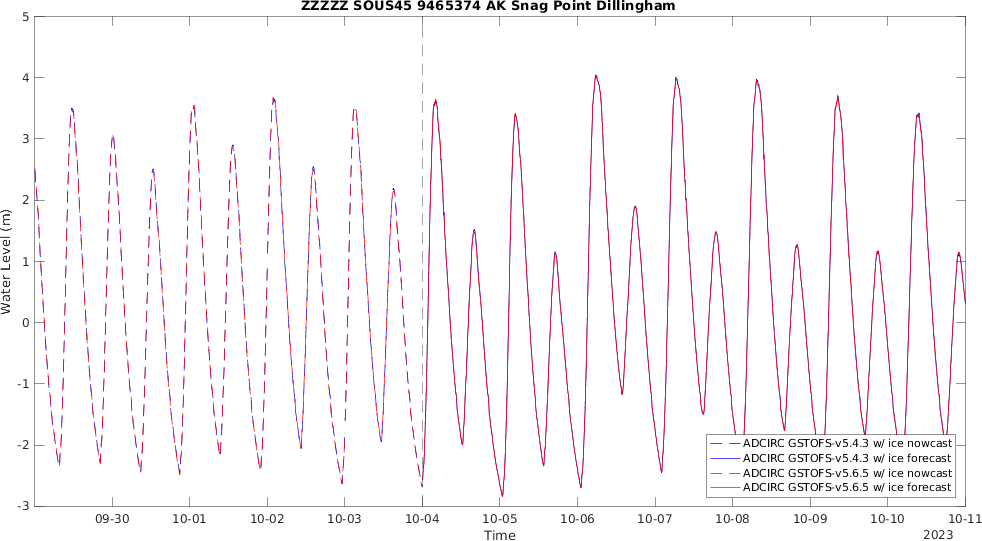 ZZZZZ SOUS45 9465374 AK Snag Point Dillingham
5
4
3
2
1
0
-1
-2
-3
Water Level (m)
ADCIRC GSTOFS-v5.4.3 w/ ice nowcast
ADCIRC GSTOFS-v5.4.3 w/ ice forecast
ADCIRC GSTOFS-v5.6.5 w/ ice nowcast
ADCIRC GSTOFS-v5.6.5 w/ ice forecast
09-30 10-01 10-02 10-03 10-04 10-05 10-06 10-07 10-08 10-09 10-10 10-11
Time
2023